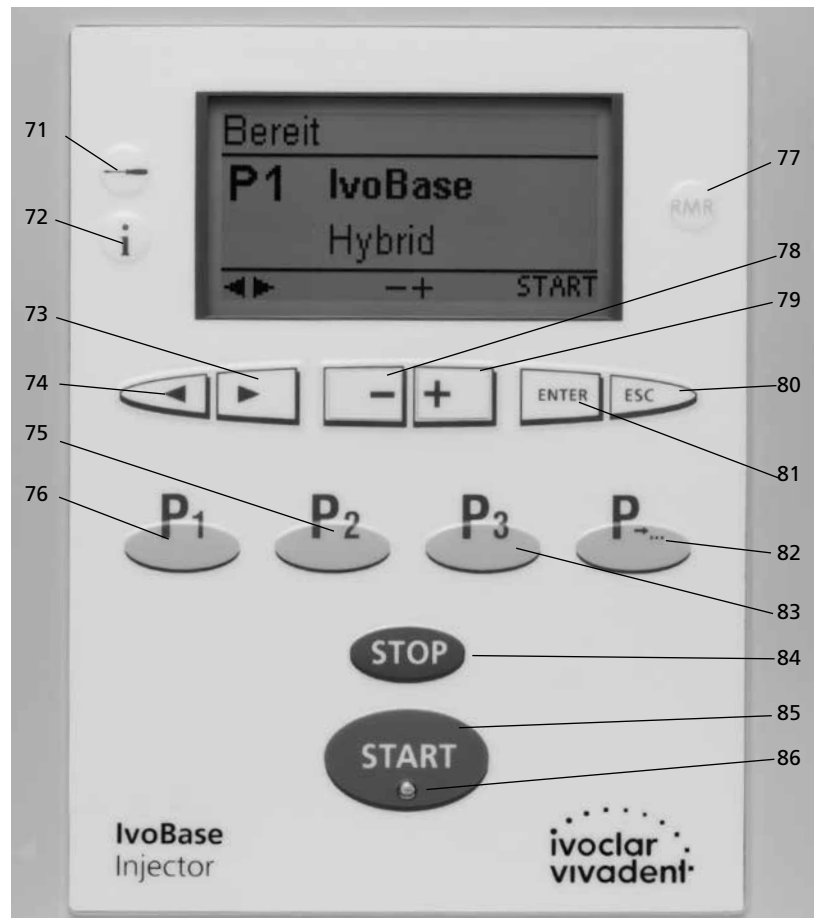 Bereit
P1 IvoBase
Hybrid
◀▶ −+ START
71
72
i
73
74
75
76
77
RMR
78
79
80
81
82
83
84
85
86
◀ ▶ − + ENTER ESC
P1 P2 P3 P→...
STOP
START
IvoBase
Injector
ivoclar
vivadent